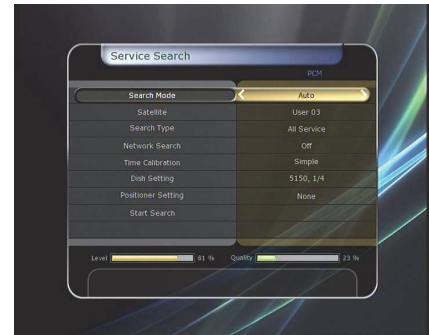 Service Search
PCM
Search Mode Auto
Satellite User 03
Search Type All Service
Network Search Off
Time Calibration Simple
Dish Setting 5150, 1/4
Positioner Setting None
Start Search
Level 81 % Quality 23 %